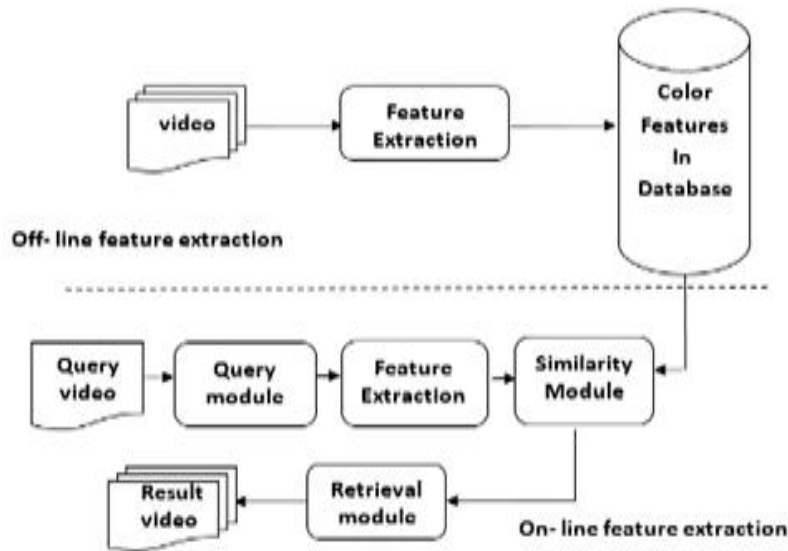 video
Feature
Extraction
Color
Features
In
Database
Off- line feature extraction
Query
video
Query
module
Feature
Extraction
Similarity
Module
Result
video
Retrieval
module
On- line feature extraction